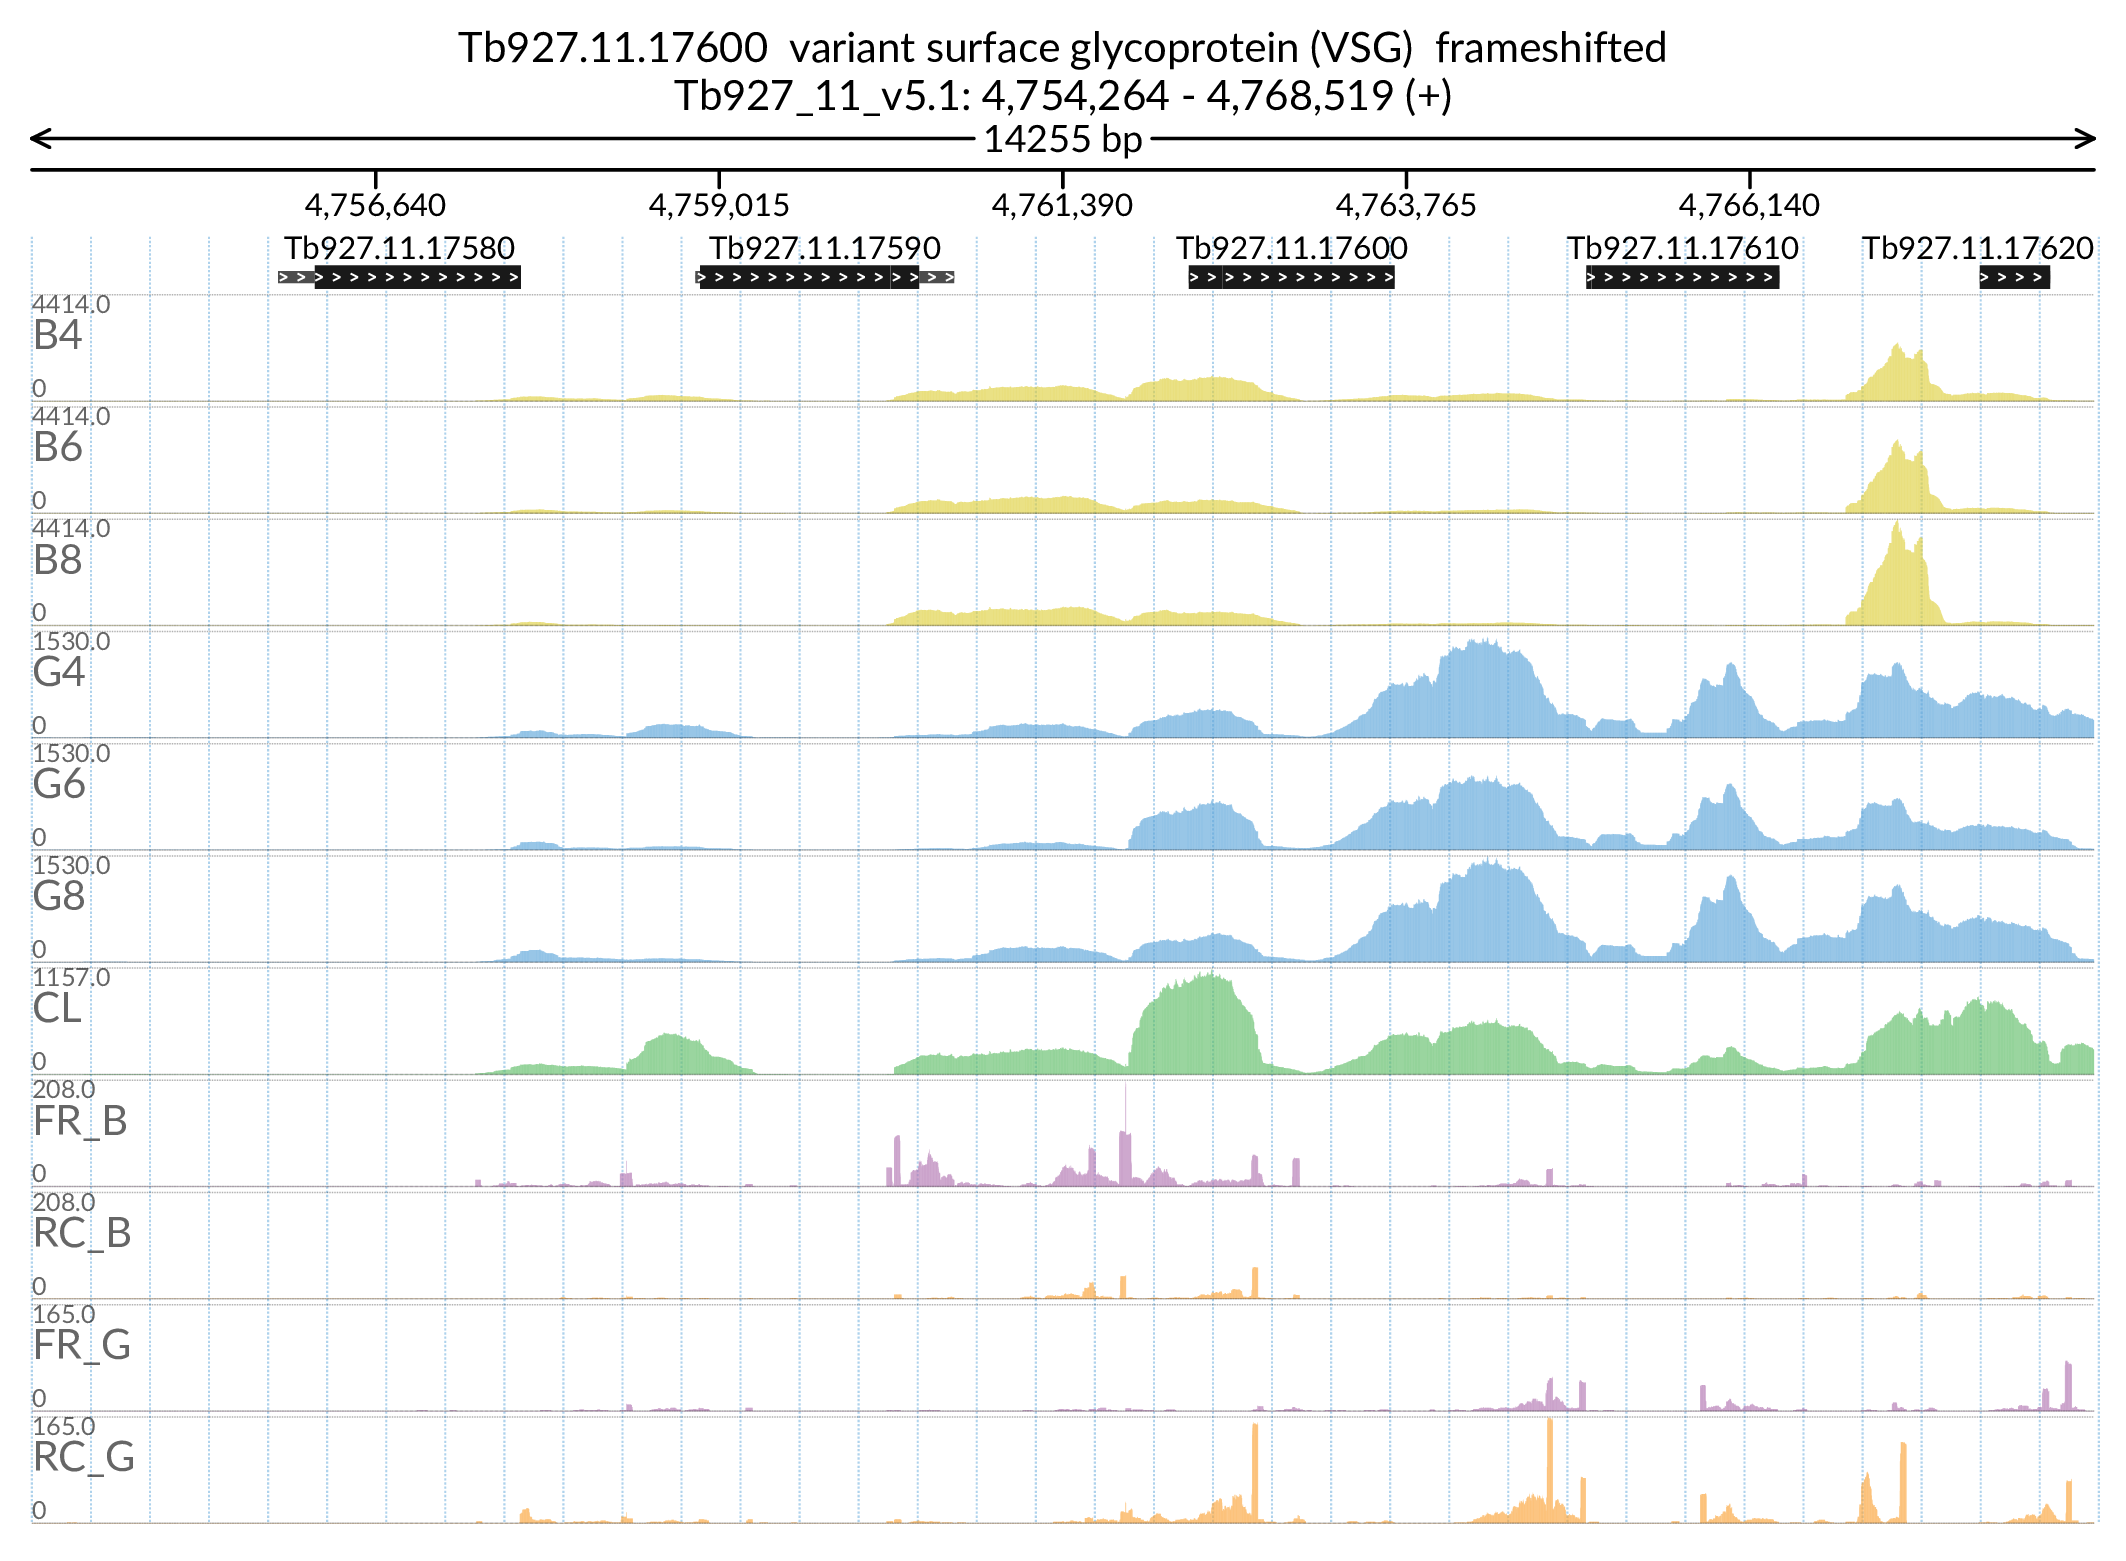 Tb927.11.17600 variant surface glycoprotein (VSG) frameshifted
Tb927_11_v5.1: 4,754,264 - 4,768,519 (+)
14255 bp
4,756,640 4,759,015 4,761,390 4,763,765 4,766,140
Tb927.11.17580 Tb927.11.17590 Tb927.11.17600 Tb927.11.17610 Tb927.11.17620
4414.0
B4
0
4414.0
B6
0
4414.0
B8
0
1530.0
G4
0
1530.0
G6
0
1530.0
G8
0
1157.0
CL
0
208.0
FR_B
0
208.0
RC_B
0
165.0
FR_G
0
165.0
RC_G
0